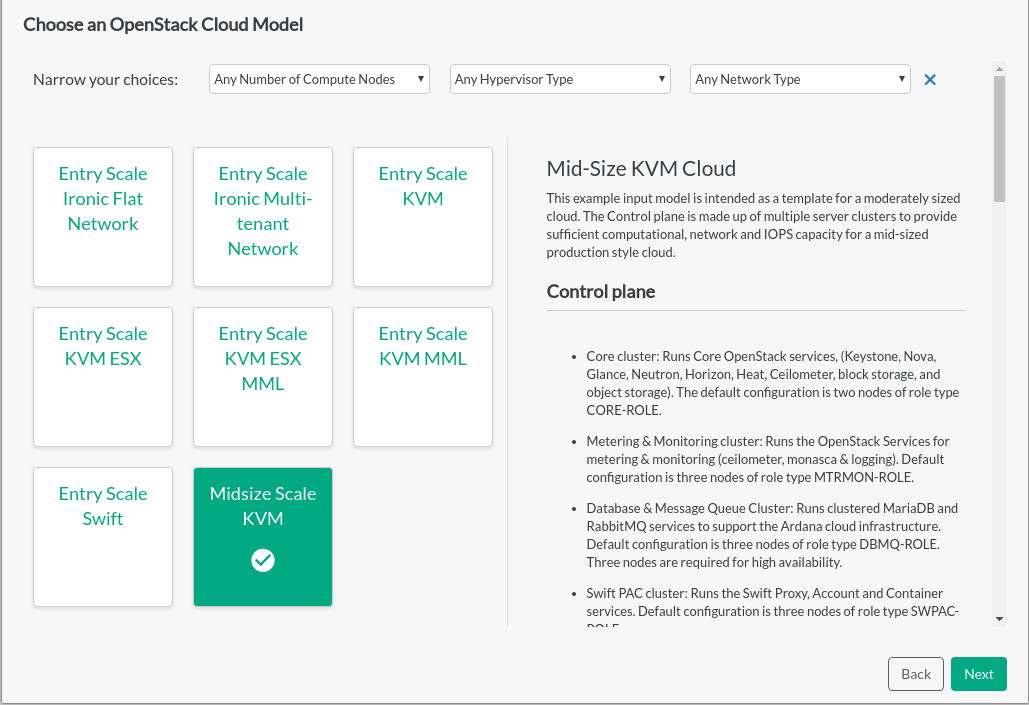 Choose an OpenStack Cloud Model
Narrow your choices: Any Number of Compute Nodes Any Hypervisor Type Any Network Type
Entry Scale
Ironic Flat
Network
Entry Scale
Ironic Multi-
tenant
Network
Entry Scale
KVM
Entry Scale
KVM ESX
Entry Scale
KVM ESX
MML
Entry Scale
KVM MML
Entry Scale
Swift
Midsize Scale
KVM
Mid-Size KVM Cloud
This example input model is intended as a template for a moderately sized
cloud. The Control plane is made up of multiple server clusters to provide
sufficient computational, network and IOPS capacity for a mid-sized
production style cloud.
Control plane
• Core cluster: Runs Core OpenStack services, (Keystone, Nova,
Glance, Neutron, Horizon, Heat, Ceilometer, block storage, and
object storage). The default configuration is two nodes of role type
CORE-ROLE.
• Metering & Monitoring cluster: Runs the OpenStack Services for
metering & monitoring (ceilometer, monasca & logging). Default
configuration is three nodes of role type MTRMON-ROLE.
• Database & Message Queue Cluster: Runs clustered MariaDB and
RabbitMQ services to support the Ardana cloud infrastructure.
Default configuration is three nodes of role type DBMQ-ROLE.
Three nodes are required for high availability.
• Swift PAC cluster: Runs the Swift Proxy, Account and Container
services. Default configuration is three nodes of role type SWPAC-
Back Next